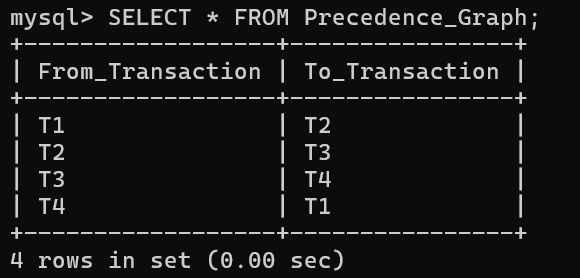 mysql> SELECT * FROM Precedence_Graph;
+------------------+----------------+
| From_Transaction | To_Transaction |
+------------------+----------------+
| T1               | T2             |
| T2               | T3             |
| T3               | T4             |
| T4               | T1             |
+------------------+----------------+
4 rows in set (0.00 sec)